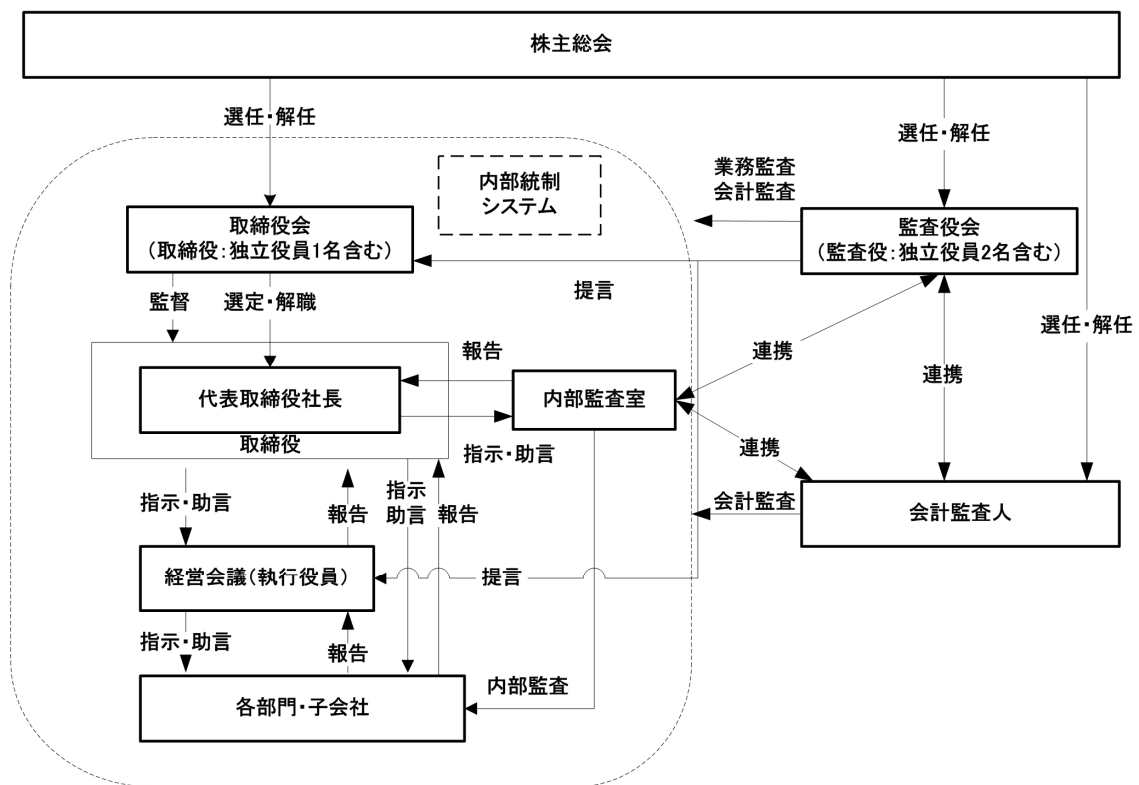 株主総会
選任・解任
選任・解任
業務監査
会計監査
内部統制
システム
取締役会
（取締役：独立役員1名含む）
監査役会
（監査役：独立役員2名含む）
提言
監督
選定・解職
選任・解任
報告
連携
連携
代表取締役社長
内部監査室
取締役
指示・助言
連携
指示・助言
報告
指示
助言
報告
会計監査
会計監査人
経営会議（執行役員）
提言
指示・助言
報告
内部監査
各部門・子会社